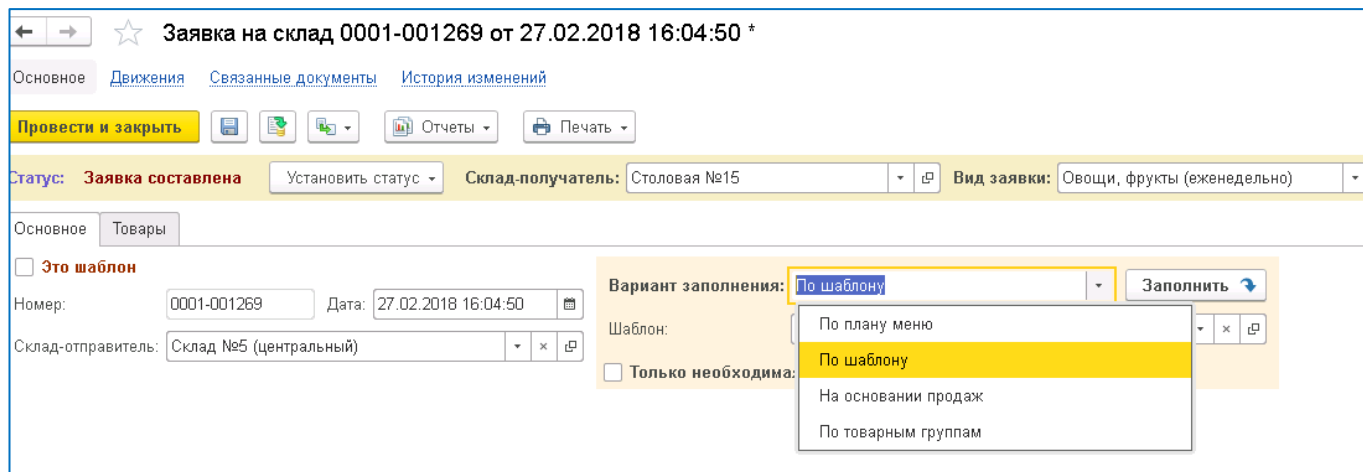 Заявка на склад 0001-001269 от 27.02.2018 16:04:50 *
Основное Движения Связанные документы История изменений
Провести и закрыть Отчеты Печать
Статус: Заявка составлена Установить статус Склад-получатель: Столовая №15 Вид заявки: Овощи, фрукты (еженедельно)
Основное Товары
Это шаблон
Вариант заполнения: По шаблону Заполнить
Номер: 0001-001269 Дата: 27.02.2018 16:04:50
Шаблон:
По плану меню
Склад-отправитель: Склад №5 (центральный)
По шаблону
Только
На основании продаж
По товарным группам